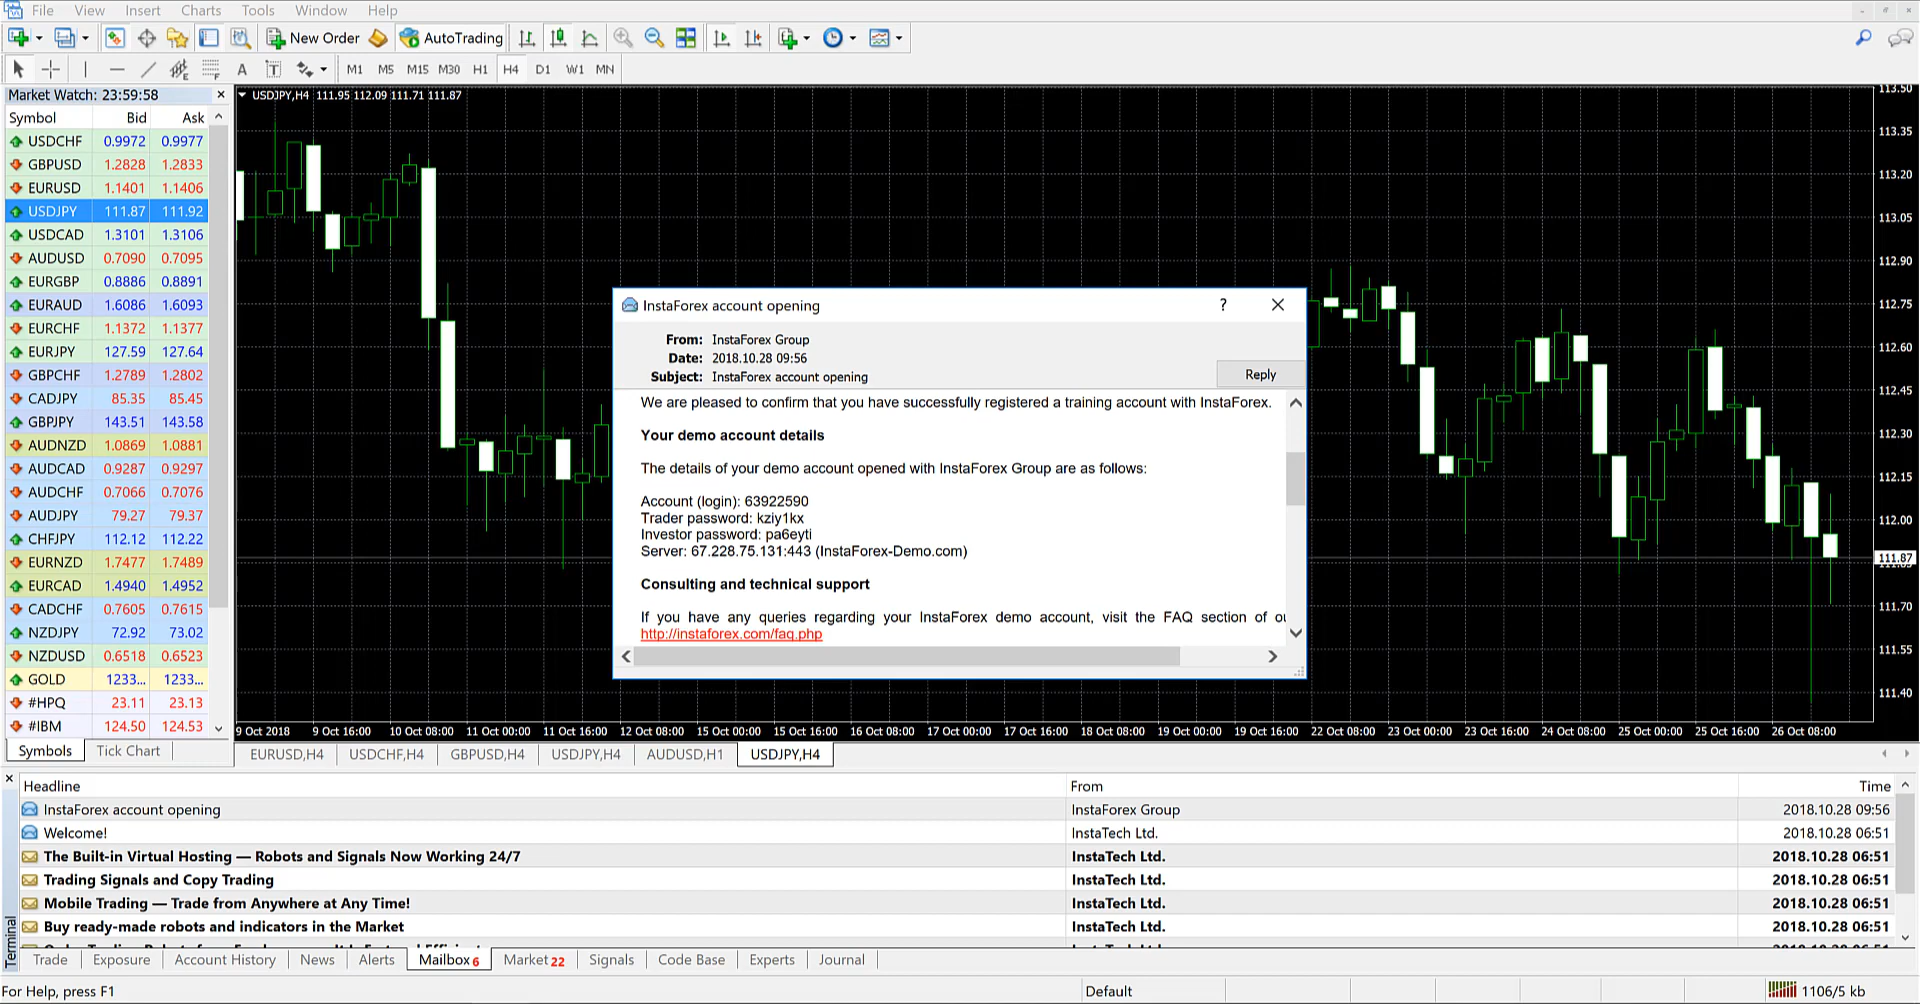 File View Insert Charts Tools Window Help
New Order AutoTrading
A T M1 M5 M15 M30 H1 H4 D1 W1 MN
Market Watch: 23:59:58
Symbol Bid Ask
USDCHF 0.9972 0.9977
GBPUSD 1.2828 1.2833
EURUSD 1.1401 1.1406
USDJPY 111.87 111.92
USDCAD 1.3101 1.3106
AUDUSD 0.7090 0.7095
EURGBP 0.8886 0.8891
EURAUD 1.6086 1.6093
EURCHF 1.1372 1.1377
EURJPY 127.59 127.64
GBPCHF 1.2789 1.2802
CADJPY 85.35 85.45
GBPJPY 143.51 143.58
AUDNZD 1.0869 1.0881
AUDCAD 0.9287 0.9297
AUDCHF 0.7066 0.7076
AUDJPY 79.27 79.37
CHFJPY 112.12 112.22
EURNZD 1.7477 1.7489
EURCAD 1.4940 1.4952
CADCHF 0.7605 0.7615
NZDJPY 72.92 73.02
NZDUSD 0.6518 0.6523
GOLD 1233... 1233...
#HPQ 23.11 23.13
#IBM 124.50 124.53
Symbols Tick Chart
USDJPY,H4 111.95 112.09 111.71 111.87
113.50
113.35
113.20
113.05
112.90
112.75
112.60
112.45
112.30
112.15
112.00
111.87
111.70
111.55
111.40
9 Oct 2018 9 Oct 16:00 10 Oct 08:00 11 Oct 00:00 11 Oct 16:00 12 Oct 08:00 15 Oct 00:00 15 Oct 16:00 16 Oct 08:00 17 Oct 00:00 17 Oct 16:00 18 Oct 08:00 19 Oct 00:00 19 Oct 16:00 22 Oct 08:00 23 Oct 00:00 23 Oct 16:00 24 Oct 08:00 25 Oct 00:00 25 Oct 16:00 26 Oct 08:00
InstaForex account opening ?
From: InstaForex Group
Date: 2018.10.28 09:56
Subject: InstaForex account opening
Reply
We are pleased to confirm that you have successfully registered a training account with InstaForex.
Your demo account details
The details of your demo account opened with InstaForex Group are as follows:
Account (login): 63922590
Trader password: kziy1kx
Investor password: pa6eyti
Server: 67.228.75.131:443 (InstaForex-Demo.com)
Consulting and technical support
If you have any queries regarding your InstaForex demo account, visit the FAQ section of
http://instaforex.com/faq.php
EURUSD,H4 USDCHF,H4 GBPUSD,H4 USDJPY,H4 AUDUSD,H1 USDJPY,H4
Headline From Time
InstaForex account opening InstaForex Group 2018.10.28 09:56
Welcome! InstaTech Ltd. 2018.10.28 06:51
The Built-in Virtual Hosting — Robots and Signals Now Working 24/7 InstaTech Ltd. 2018.10.28 06:51
Trading Signals and Copy Trading InstaTech Ltd. 2018.10.28 06:51
Mobile Trading — Trade from Anywhere at Any Time! InstaTech Ltd. 2018.10.28 06:51
Buy ready-made robots and indicators in the Market InstaTech Ltd. 2018.10.28 06:51
Terminal
Trade Exposure Account History News Alerts Mailbox 6 Market 22 Signals Code Base Experts Journal
For Help, press F1 Default 1106/5 kb